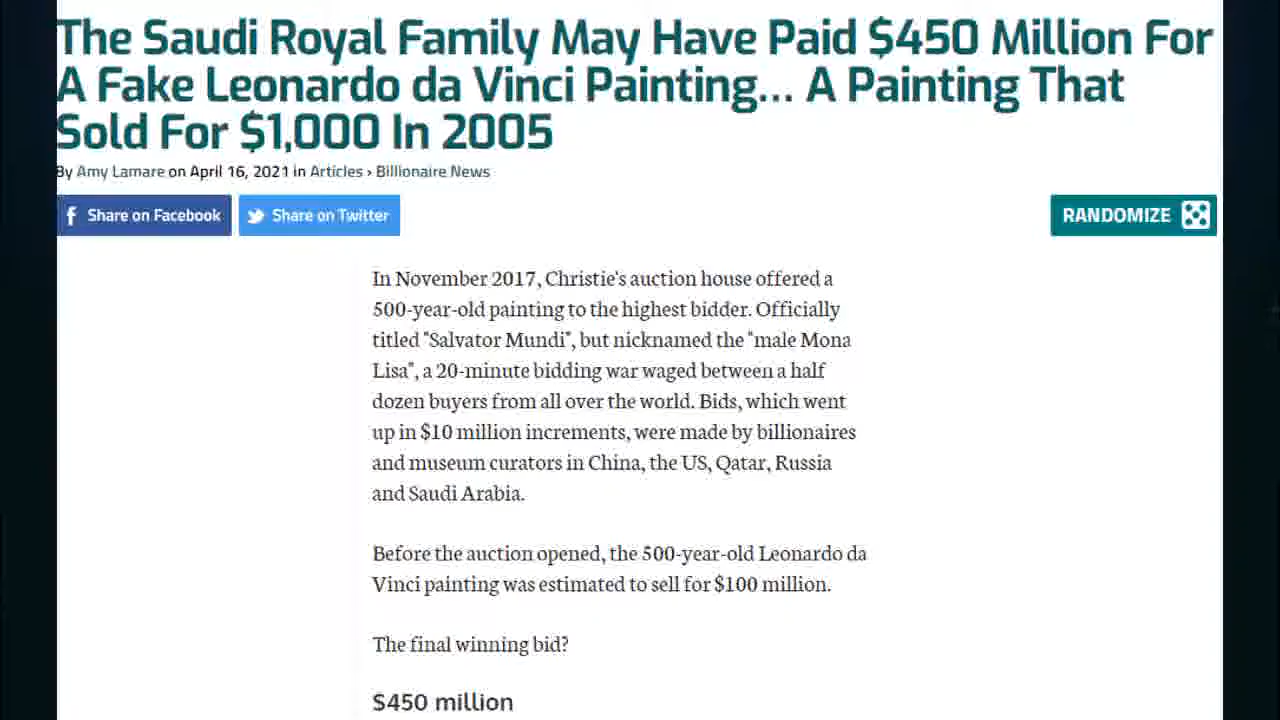 The Saudi Royal Family May Have Paid $450 Million For
A Fake Leonardo da Vinci Painting... A Painting That
Sold For $1,000 In 2005
By Amy Lamare on April 16, 2021 in Articles › Billionaire News
Share on Facebook
Share on Twitter
RANDOMIZE
In November 2017, Christie's auction house offered a
500-year-old painting to the highest bidder. Officially
titled "Salvator Mundi", but nicknamed the "male Mona
Lisa", a 20-minute bidding war waged between a half
dozen buyers from all over the world. Bids, which went
up in $10 million increments, were made by billionaires
and museum curators in China, the US, Qatar, Russia
and Saudi Arabia.
Before the auction opened, the 500-year-old Leonardo da
Vinci painting was estimated to sell for $100 million.
The final winning bid?
$450 million